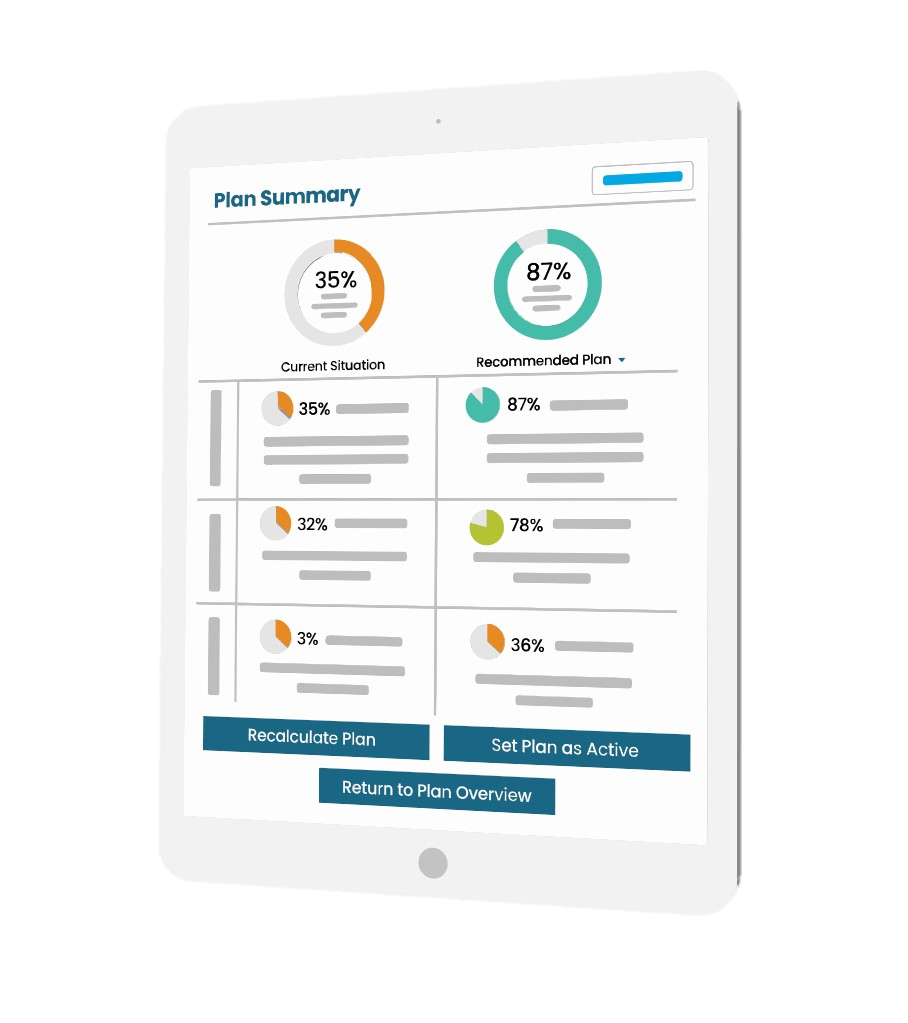 Plan Summary
35%
87%
Current Situation
Recommended Plan
35%
87%
32%
78%
3%
36%
Recalculate Plan
Set Plan as Active
Return to Plan Overview